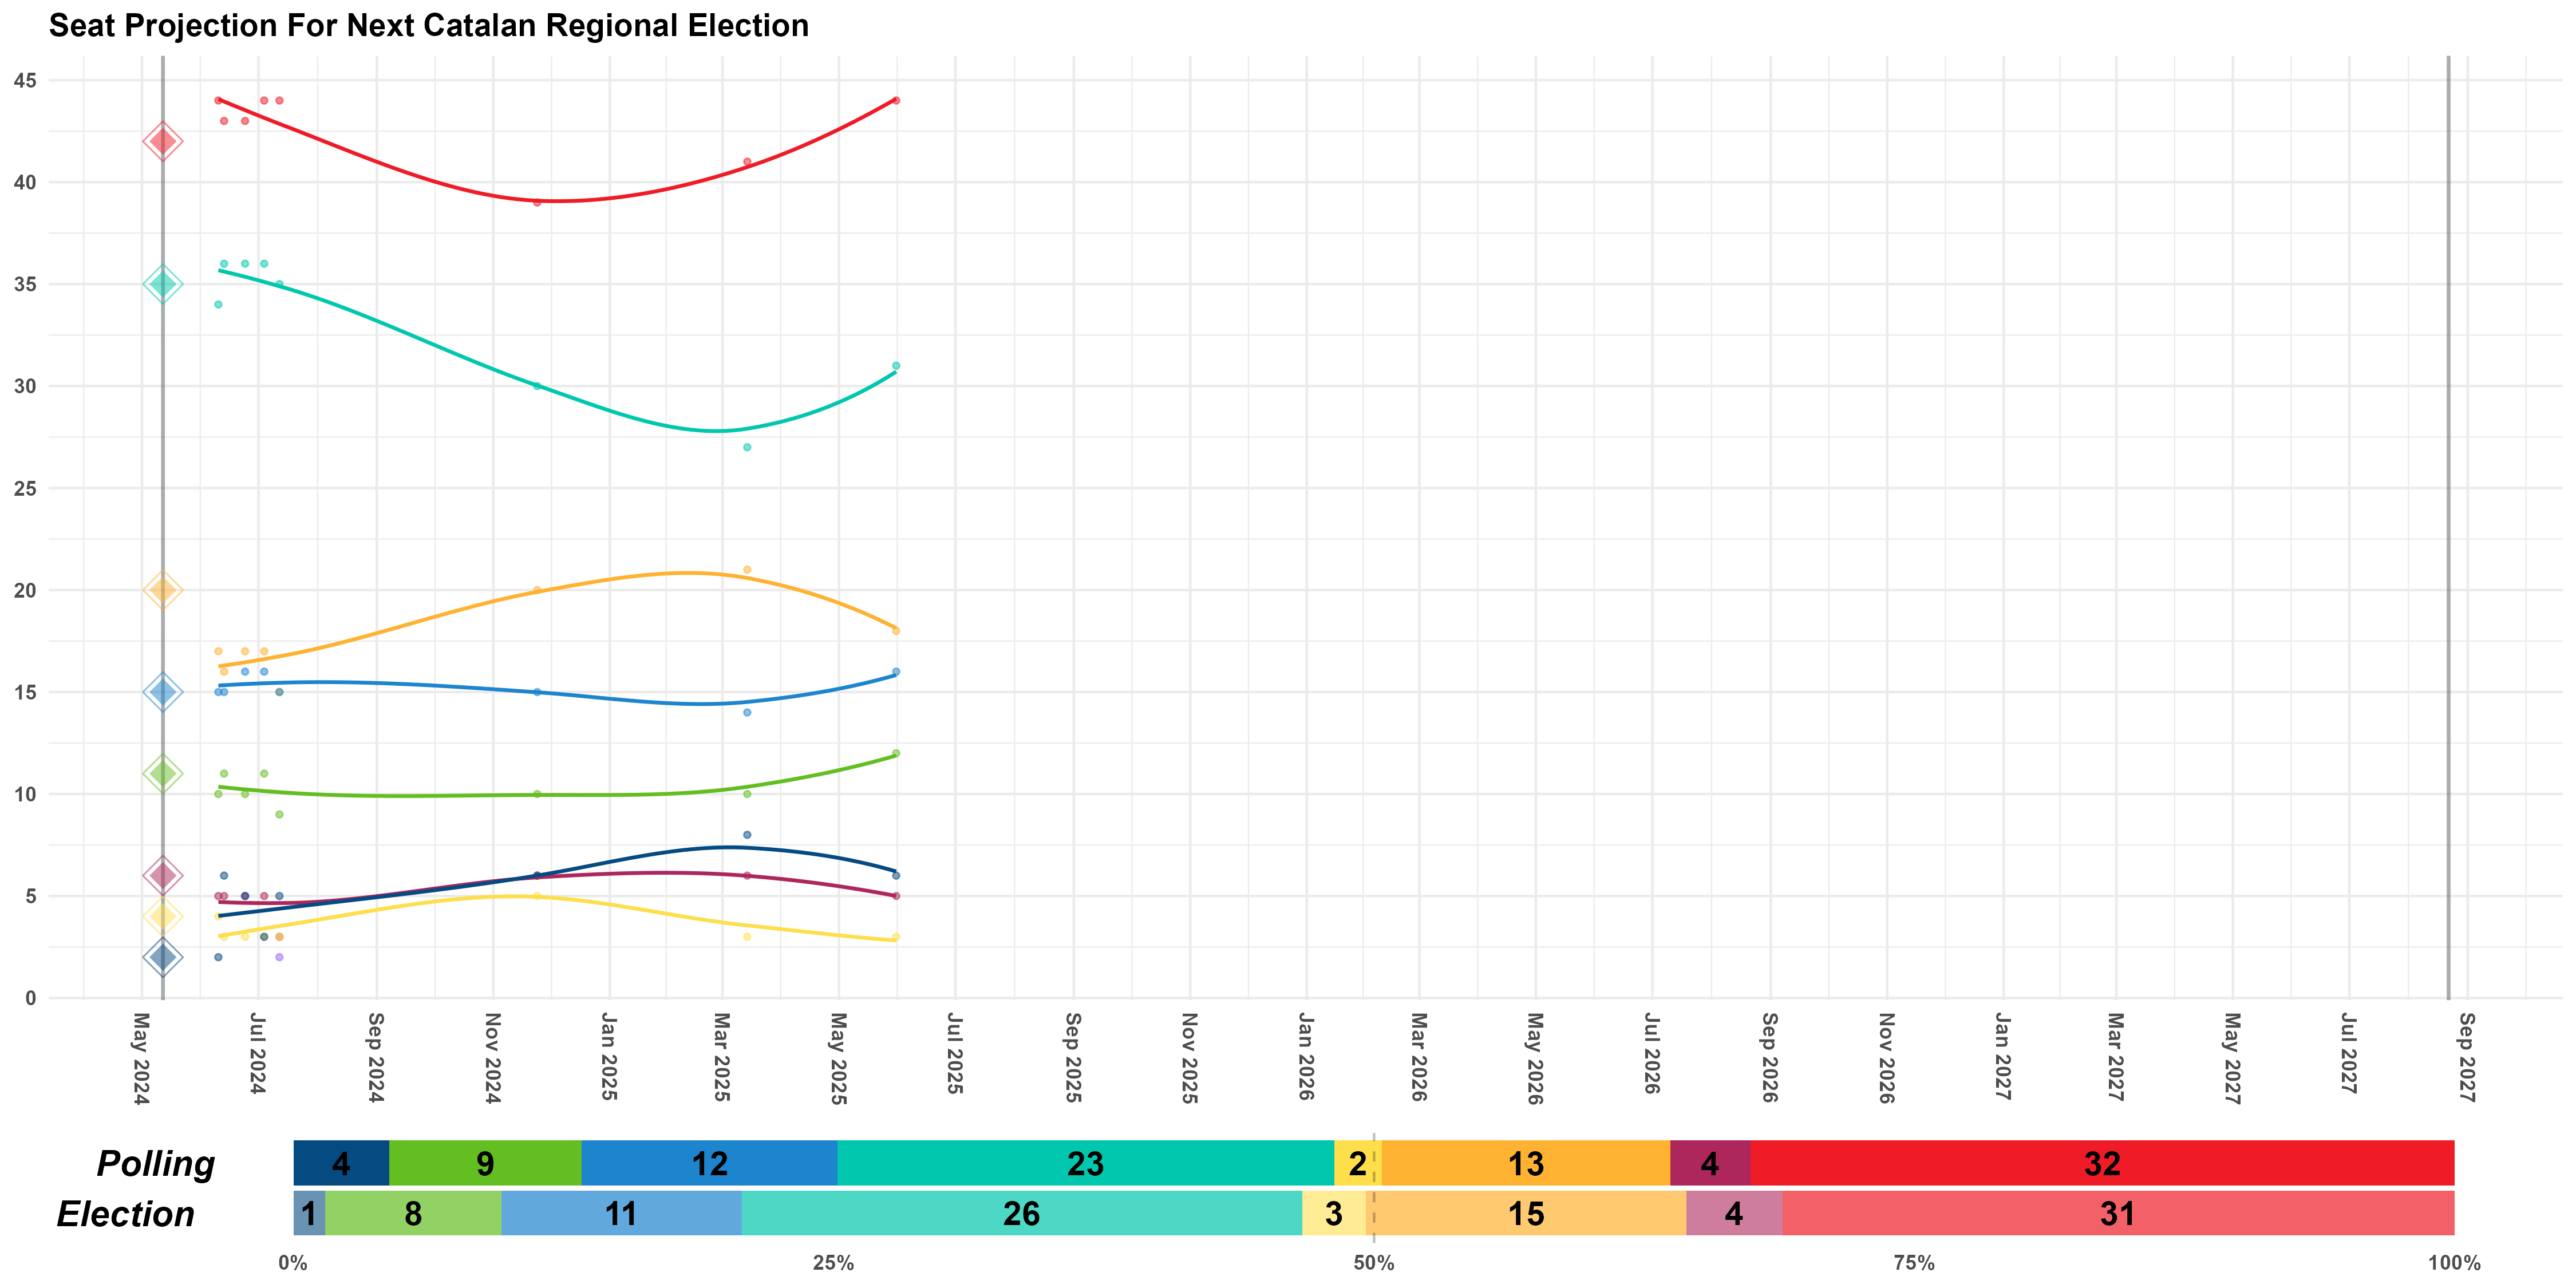 Seat Projection For Next Catalan Regional Election
45
40
35
30
25
20
15
10
5
0
May 2024
Jul 2024
Sep 2024
Nov 2024
Jan 2025
Mar 2025
May 2025
Jul 2025
Sep 2025
Nov 2025
Jan 2026
Mar 2026
May 2026
Jul 2026
Sep 2026
Nov 2026
Jan 2027
Mar 2027
May 2027
Jul 2027
Sep 2027
Polling 4 9 12 23 2 13 4 32
Election 1 8 11 26 3 15 4 31
0% 25% 50% 75% 100%